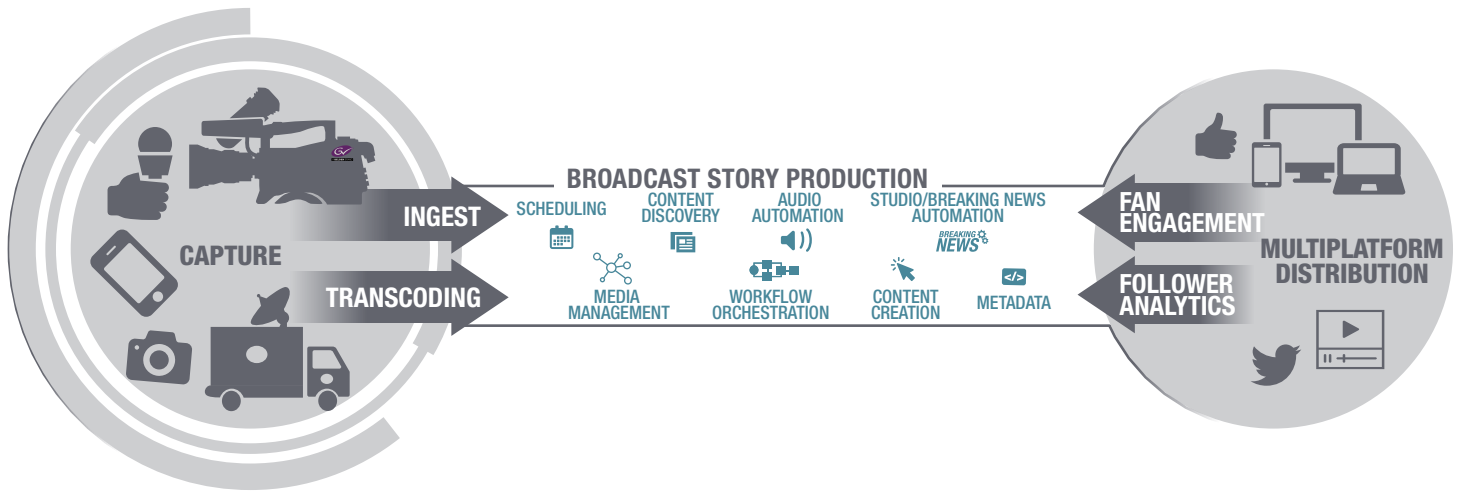 CAPTURE
INGEST
TRANSCODING
BROADCAST STORY PRODUCTION
SCHEDULING
CONTENT
DISCOVERY
AUDIO
AUTOMATION
STUDIO/BREAKING NEWS
AUTOMATION
BREAKING
NEWS
MEDIA
MANAGEMENT
WORKFLOW
ORCHESTRATION
CONTENT
CREATION
</>
METADATA
FAN
ENGAGEMENT
FOLLOWER
ANALYTICS
MULTIPLATFORM
DISTRIBUTION